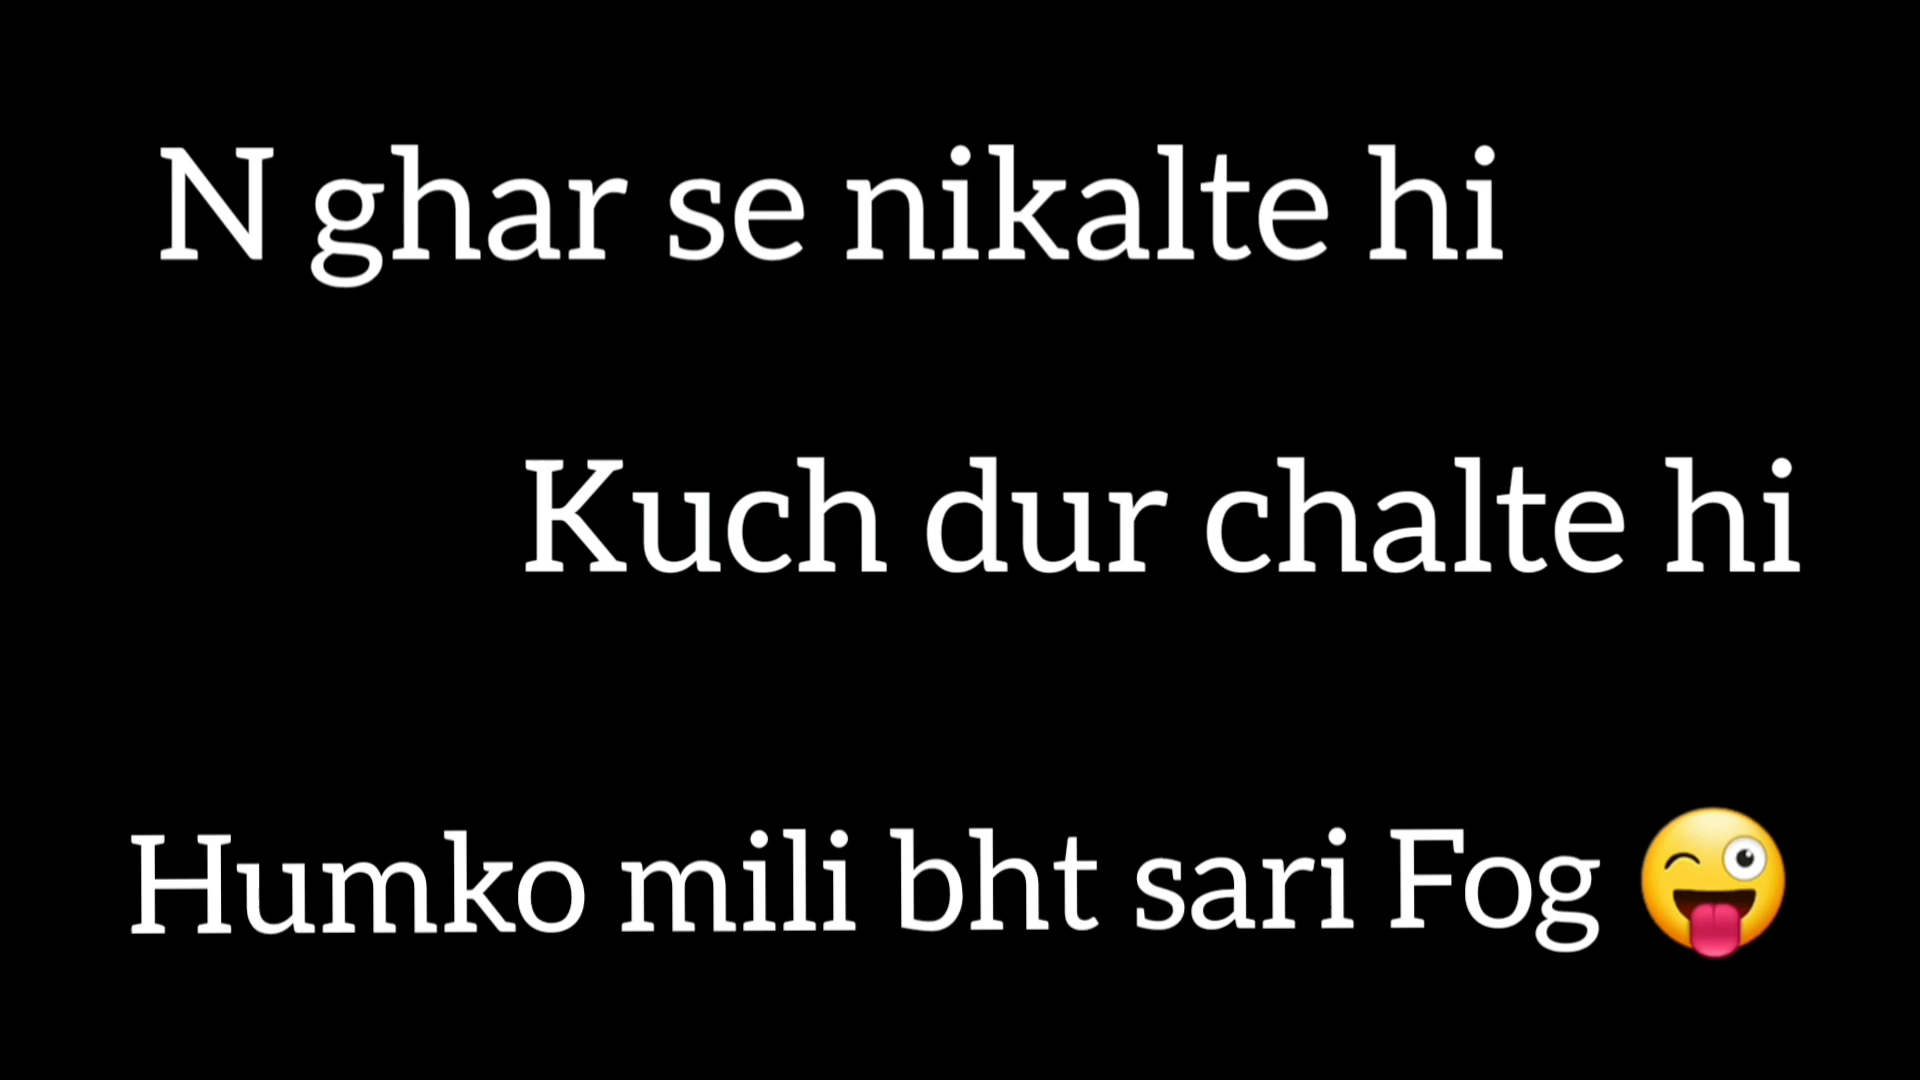 N ghar se nikalte hi
Kuch dur chalte hi
Humko mili bht sari Fog 😜